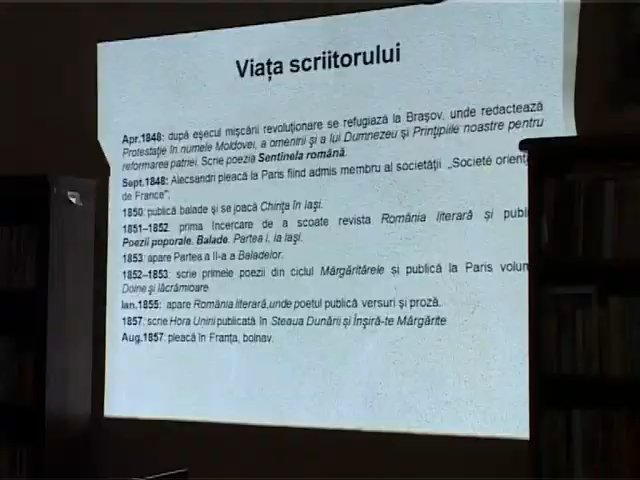 Viața scriitorului
Apr.1848: după eșecul mișcării revoluționare se refugiază la Brașov, unde redactează
Protestație în numele Moldovei, a omenirii și a lui Dumnezeu și Prințipiile noastre pentru
reformarea patriei. Scrie poezia Sentinela română.
Sept.1848: Alecsandri pleacă la Paris fiind admis membru al societății „Societé orient
de France".
1850: publică balade și se joacă Chirița în Iași.
1851–1852: prima încercare de a scoate revista România literară și publi
Poezii poporale. Balade. Partea I, la Iași.
1853: apare Partea a II-a a Baladelor.
1852–1853: scrie primele poezii din ciclul Mărgăritărele și publică la Paris volun
Doine și lăcrămioare.
Ian.1855: apare România literară,unde poetul publică versuri și proză.
1857: scrie Hora Unirii publicată în Steaua Dunării și Înșiră-te Mărgărite
Aug.1857: pleacă în Franța, bolnav.